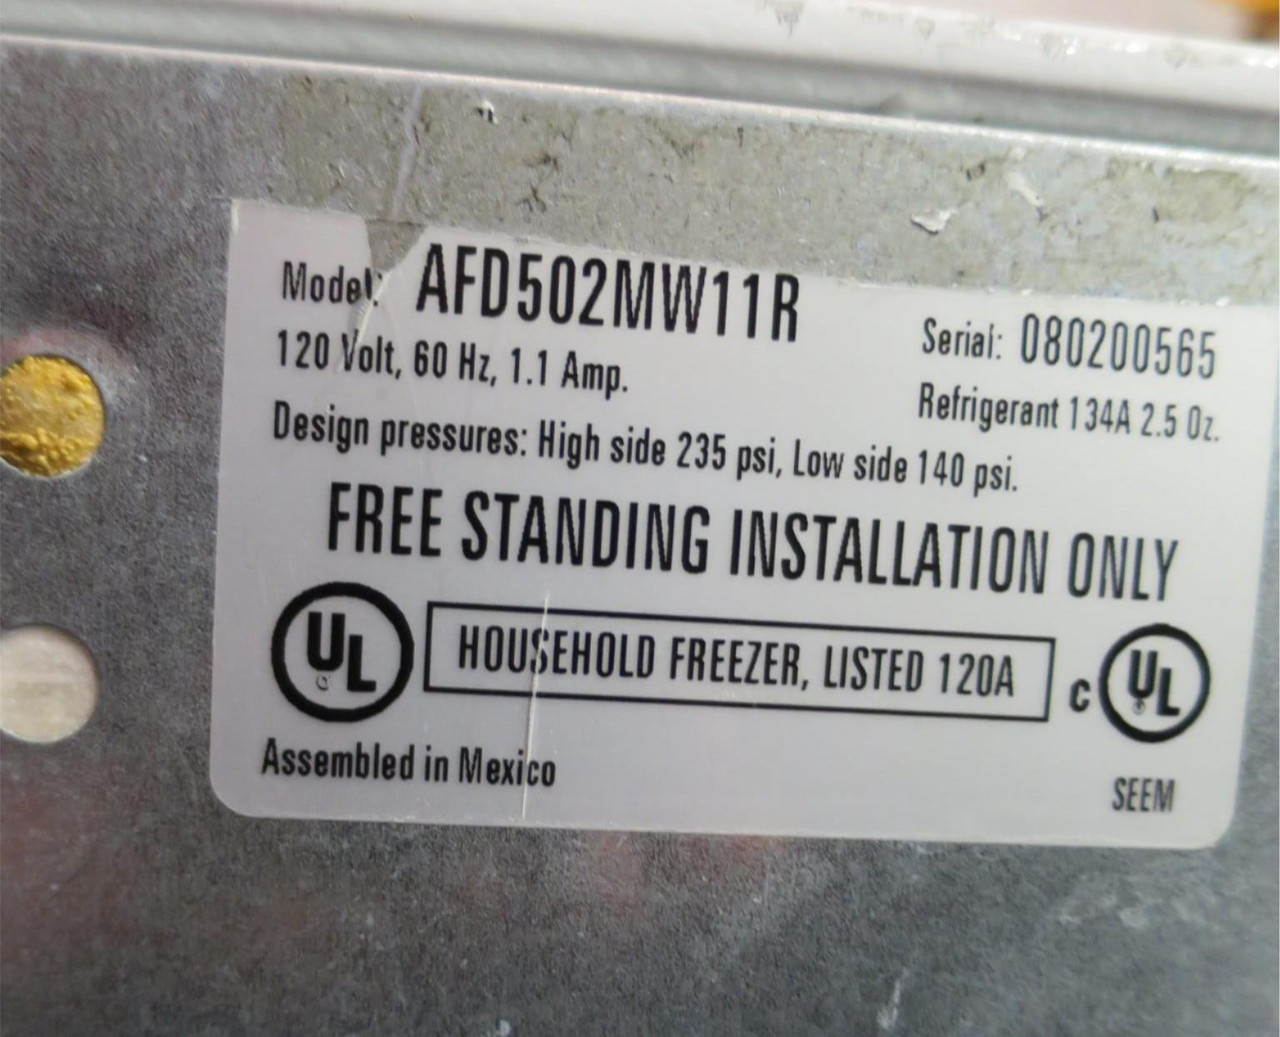 Model: AFD502MW11R
Serial: 080200565
120 Volt, 60 Hz, 1.1 Amp.
Refrigerant 134A 2.5 Oz.
Design pressures: High side 235 psi, Low side 140 psi.
FREE STANDING INSTALLATION ONLY
UL
HOUSEHOLD FREEZER, LISTED 120A
c UL
Assembled in Mexico
SEEM